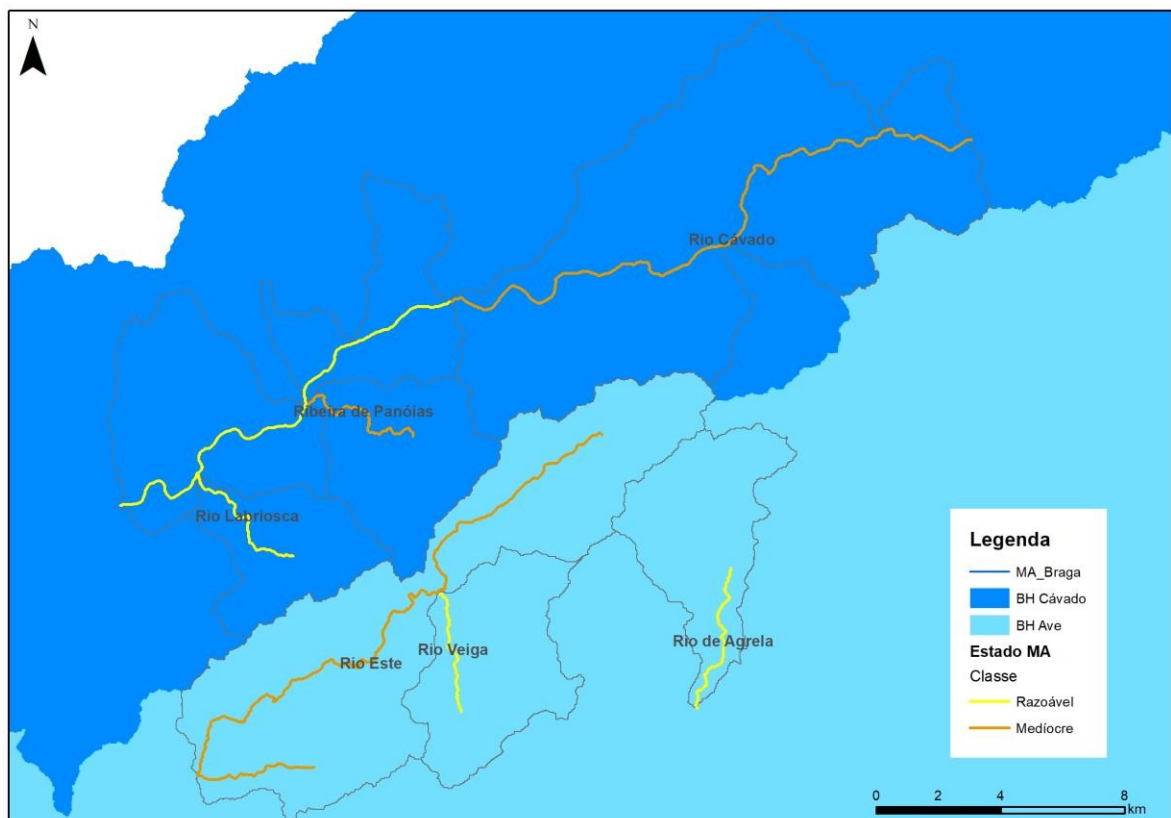 N
Rio Cávado
Ribeira de Panóias
Rio Labriosca
Rio Este
Rio Veiga
Rio de Agrela
Legenda
MA_Braga
BH Cávado
BH Ave
Estado MA
Classe
Razoável
Medíocre
0 2 4 8
km